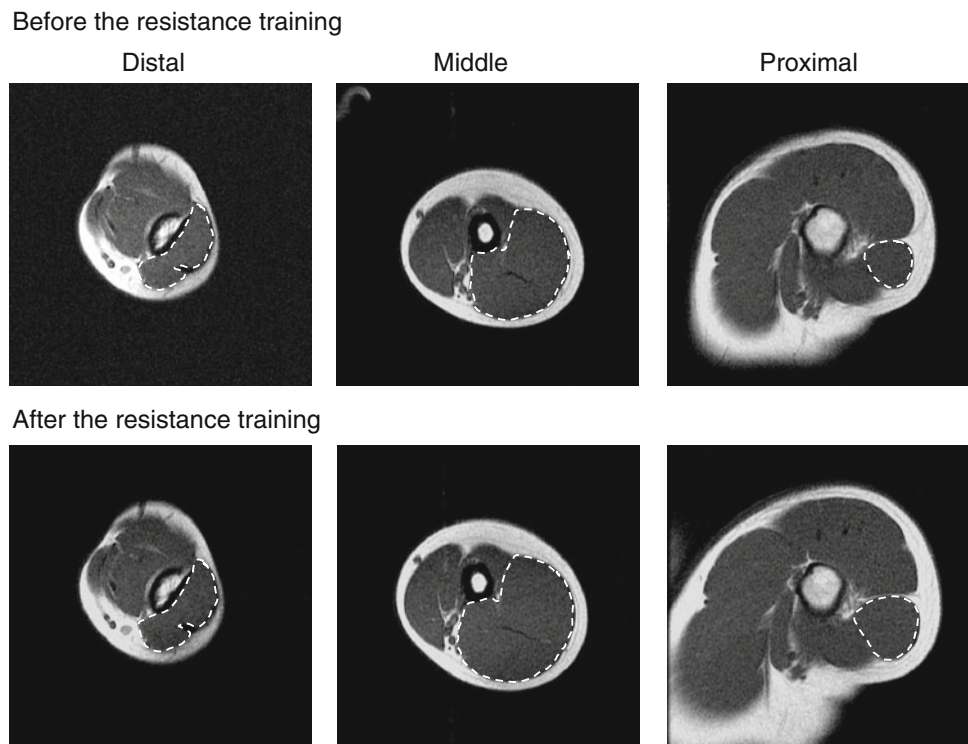 Before the resistance training
Distal Middle Proximal
After the resistance training